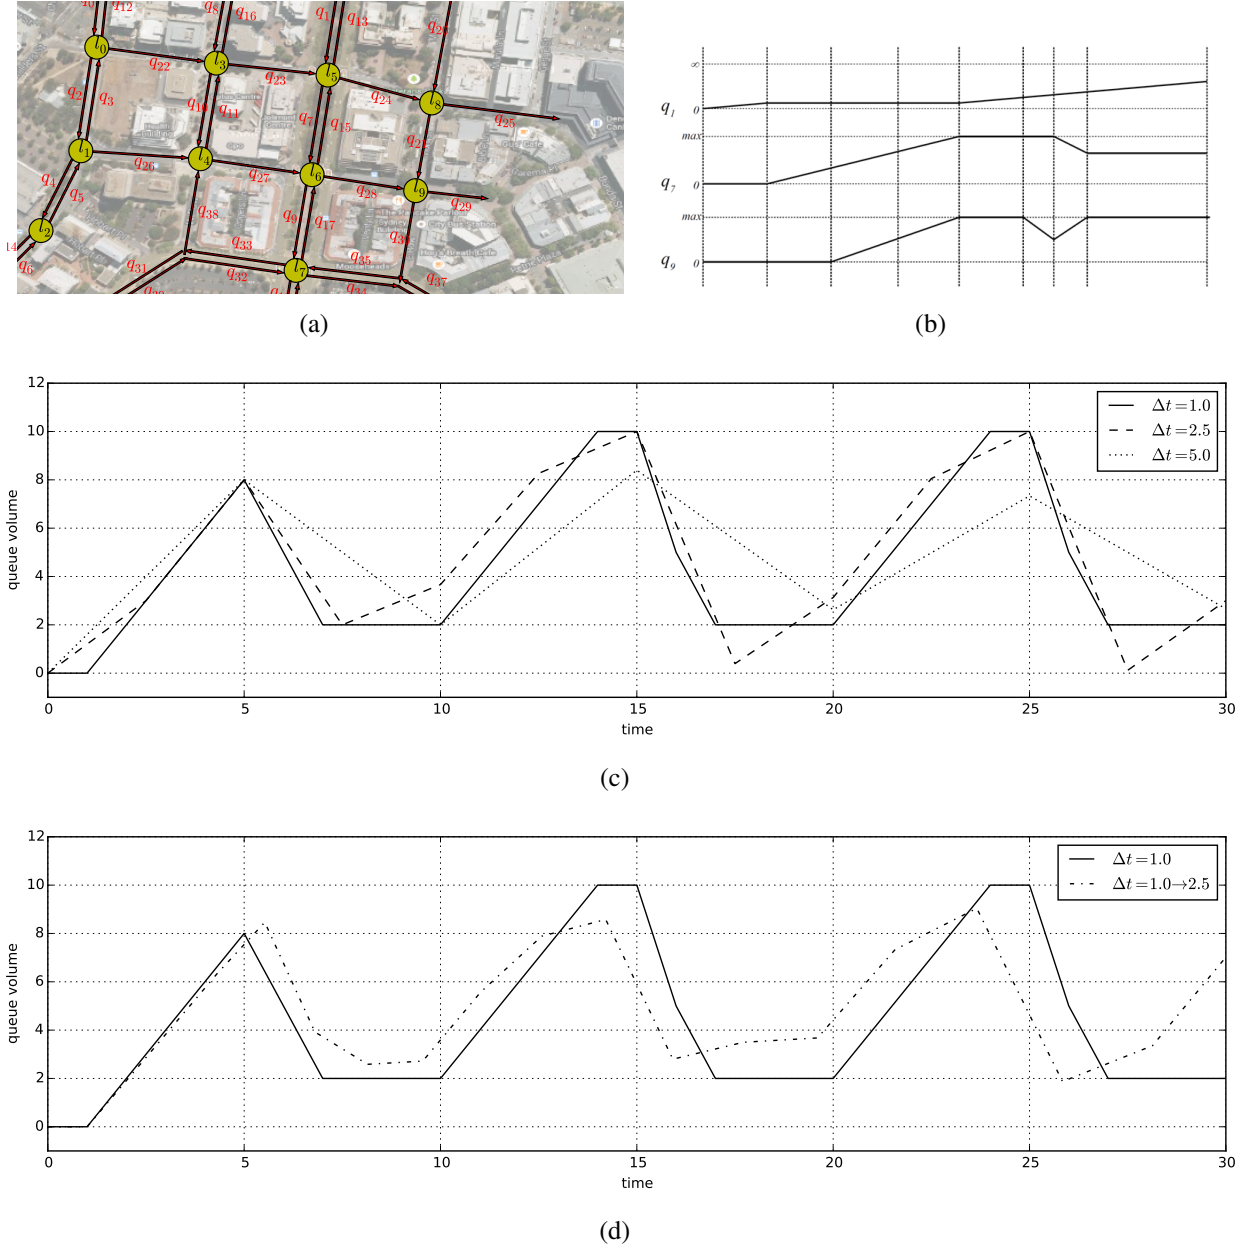 q12 q8 q16 q1 q13
l0 l3 l5 l8
q22 q23 q24 q25
q2 q3 q10 q11 q7 q15
l1 l4 l6 l9
q26 q27 q28 q29
q4 q5 q38 q9 q17
l2 l7
14 q6 q31 q33 q32 q35 q37
(a)
∞
q1 0
max
q7 0
max
q9 0
(b)
12
10
8
6
4
2
0
queue volume
Δt=1.0
Δt=2.5
Δt=5.0
0 5 10 15 20 25 30
time
(c)
12
10
8
6
4
2
0
queue volume
Δt=1.0
Δt=1.0→2.5
0 5 10 15 20 25 30
time
(d)